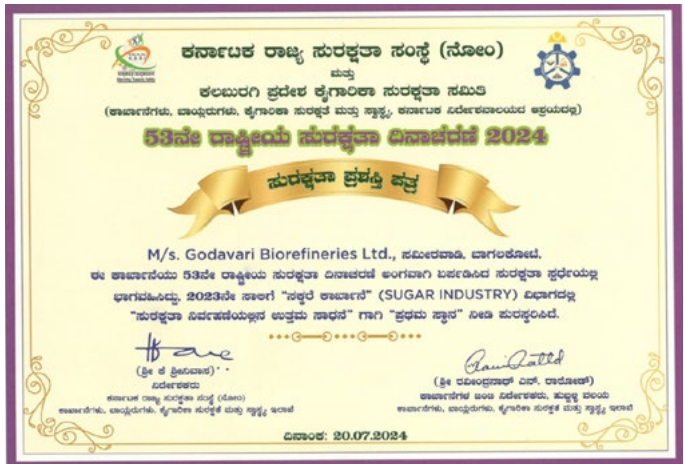 ಕರ್ನಾಟಕ ರಾಜ್ಯ ಸುರಕ್ಷತಾ ಸಂಸ್ಥೆ (ನೋಂ)
ಮತ್ತು
ಕಲಬುರಗಿ ಪ್ರದೇಶ ಕೈಗಾರಿಕಾ ಸುರಕ್ಷತಾ ಸಮಿತಿ
(ಕಾರ್ಖಾನೆಗಳು, ಬಾಯ್ಲರುಗಳು, ಕೈಗಾರಿಕಾ ಸುರಕ್ಷತೆ ಮತ್ತು ಸ್ವಾಸ್ಥ್ಯ, ಕರ್ನಾಟಕ ನಿರ್ದೇಶನಾಲಯದ ಆಶ್ರಯದಲ್ಲಿ)
53ನೇ ರಾಷ್ಟ್ರೀಯ ಸುರಕ್ಷತಾ ದಿನಾಚರಣೆ 2024
ಸುರಕ್ಷತಾ ಪ್ರಶಸ್ತಿ ಪತ್ರ
M/s. Godavari Biorefineries Ltd., ಸಮೀರವಾಡಿ, ಬಾಗಲಕೋಟೆ.
ಈ ಕಾರ್ಖಾನೆಯು 53ನೇ ರಾಷ್ಟ್ರೀಯ ಸುರಕ್ಷತಾ ದಿನಾಚರಣೆ ಅಂಗವಾಗಿ ಏರ್ಪಡಿಸಿದ ಸುರಕ್ಷತಾ ಸ್ಪರ್ಧೆಯಲ್ಲಿ
ಭಾಗವಹಿಸಿದ್ದು, 2023ನೇ ಸಾಲಿಗೆ "ಸಕ್ಕರೆ ಕಾರ್ಖಾನೆ" (SUGAR INDUSTRY) ವಿಭಾಗದಲ್ಲಿ
"ಸುರಕ್ಷತಾ ನಿರ್ವಹಣೆಯಲ್ಲಿನ ಉತ್ತಮ ಸಾಧನೆ" ಗಾಗಿ "ಪ್ರಥಮ ಸ್ಥಾನ" ನೀಡಿ ಪುರಸ್ಕರಿಸಿದೆ.
(ಶ್ರೀ ಕೆ ಶ್ರೀನಿವಾಸ)
ನಿರ್ದೇಶಕರು
ಕರ್ನಾಟಕ ರಾಜ್ಯ ಸುರಕ್ಷತಾ ಸಂಸ್ಥೆ (ನೋಂ)
ಕಾರ್ಖಾನೆಗಳು, ಬಾಯ್ಲರುಗಳು, ಕೈಗಾರಿಕಾ ಸುರಕ್ಷತೆ ಮತ್ತು ಸ್ವಾಸ್ಥ್ಯ ಇಲಾಖೆ
(ಶ್ರೀ ರವೀಂದ್ರನಾಥ್ ಎನ್. ರಾಠೋಡ್)
ಕಾರ್ಖಾನೆಗಳ ಜಂಟಿ ನಿರ್ದೇಶಕರು, ಹುಬ್ಬಳ್ಳಿ ವಲಯ
ಕಾರ್ಖಾನೆಗಳು, ಬಾಯ್ಲರುಗಳು, ಕೈಗಾರಿಕಾ ಸುರಕ್ಷತೆ ಮತ್ತು ಸ್ವಾಸ್ಥ್ಯ ಇಲಾಖೆ
ದಿನಾಂಕ: 20.07.2024